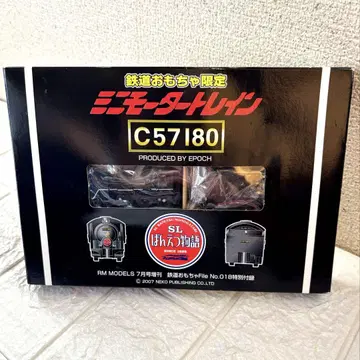 鉄道おもちゃ限定
ミニモータートレイン
C57180
PRODUCED BY EPOCH
SL
ばんえつ物語
SINCE 1999
RM MODELS 7月号増刊 鉄道おもちゃFile No.018特別付録
© 2007 NEKO PUBLISHING CO.,LTD